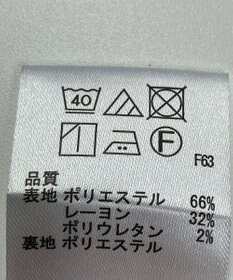 40
F
F63
品質
表地 ポリエステル 66%
レーヨン 32%
ポリウレタン 2%
裏地 ポリエステル